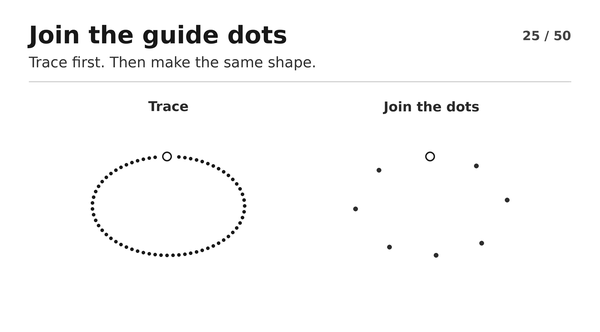 Join the guide dots
25 / 50
Trace first. Then make the same shape.
Trace
Join the dots